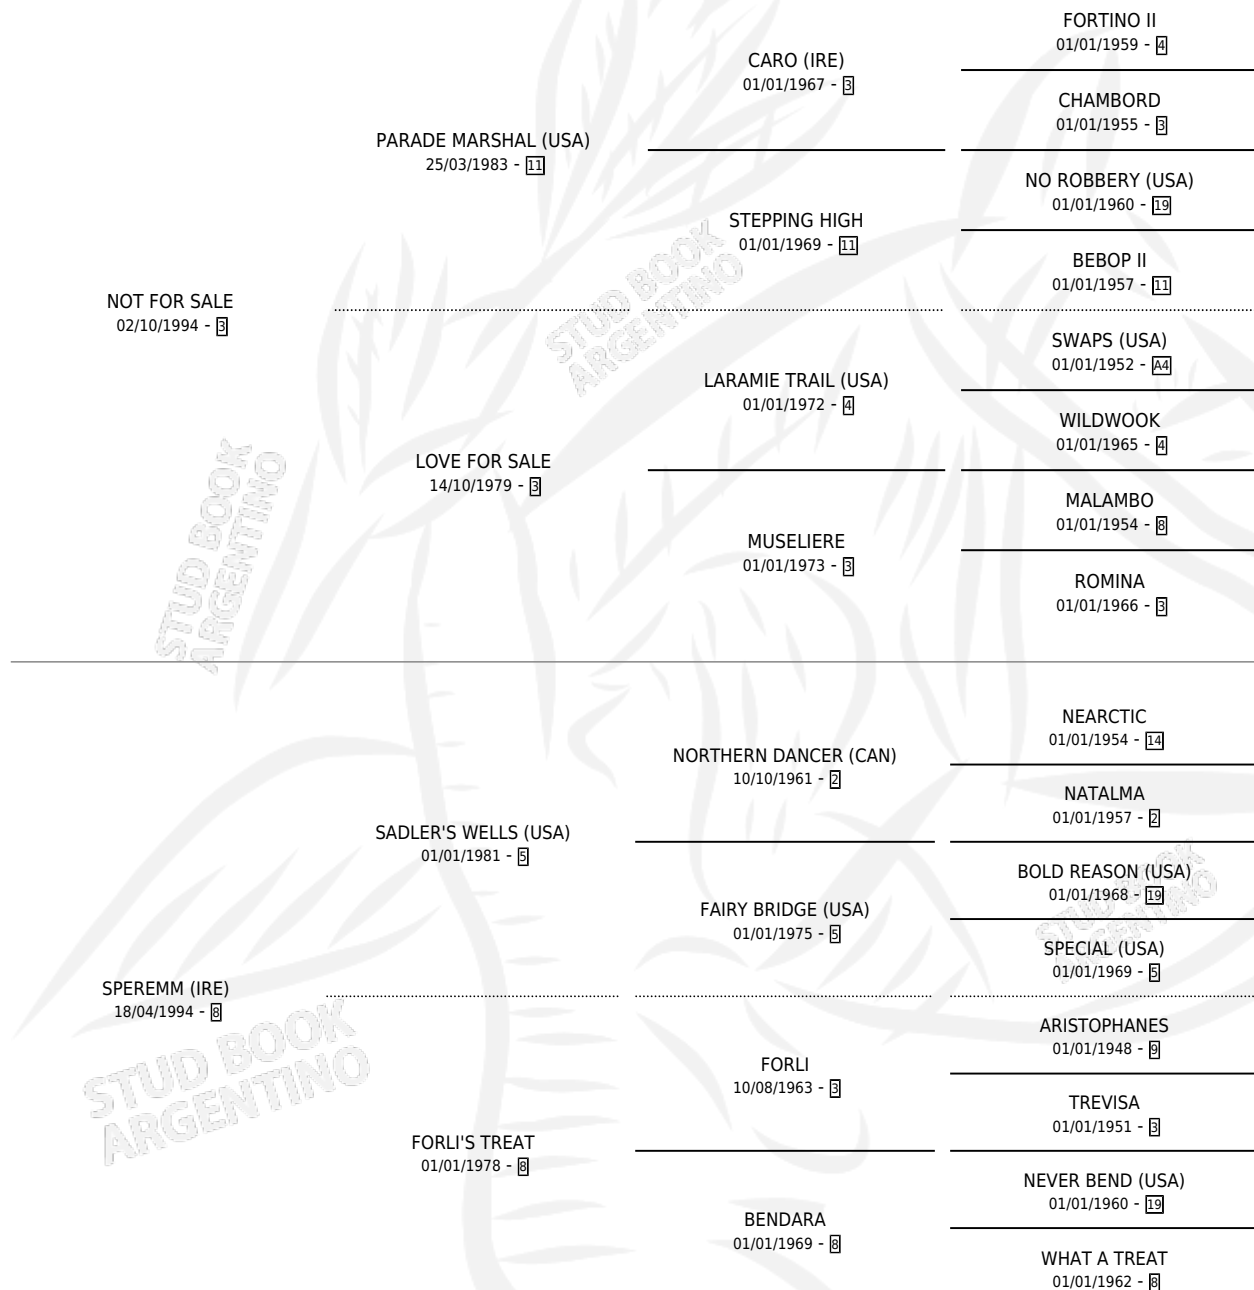 FORTINO II
01/01/1959 - 4
CARO (IRE)
01/01/1967 - 3
CHAMBORD
01/01/1955 - 3
PARADE MARSHAL (USA)
25/03/1983 - 11
NO ROBBERY (USA)
01/01/1960 - 19
STEPPING HIGH
01/01/1969 - 11
BEBOP II
01/01/1957 - 11
NOT FOR SALE
02/10/1994 - 3
STUD BOOK
ARGENTINO
SWAPS (USA)
01/01/1952 - A4
LARAMIE TRAIL (USA)
01/01/1972 - 4
WILDWOOK
01/01/1965 - 4
LOVE FOR SALE
14/10/1979 - 3
MALAMBO
01/01/1954 - 8
MUSELIERE
01/01/1973 - 3
ROMINA
01/01/1966 - 3
STUD BOOK
ARGENTINO
NEARCTIC
01/01/1954 - 14
NORTHERN DANCER (CAN)
10/10/1961 - 2
NATALMA
01/01/1957 - 2
SADLER'S WELLS (USA)
01/01/1981 - 5
BOLD REASON (USA)
01/01/1968 - 19
FAIRY BRIDGE (USA)
01/01/1975 - 5
STUD BOOK
ARGENTINO
SPECIAL (USA)
01/01/1969 - 5
SPEREMM (IRE)
18/04/1994 - 8
STUD BOOK
ARGENTINO
ARISTOPHANES
01/01/1948 - 9
FORLI
10/08/1963 - 3
TREVISA
01/01/1951 - 3
FORLI'S TREAT
01/01/1978 - 8
NEVER BEND (USA)
01/01/1960 - 19
BENDARA
01/01/1969 - 8
WHAT A TREAT
01/01/1962 - 8